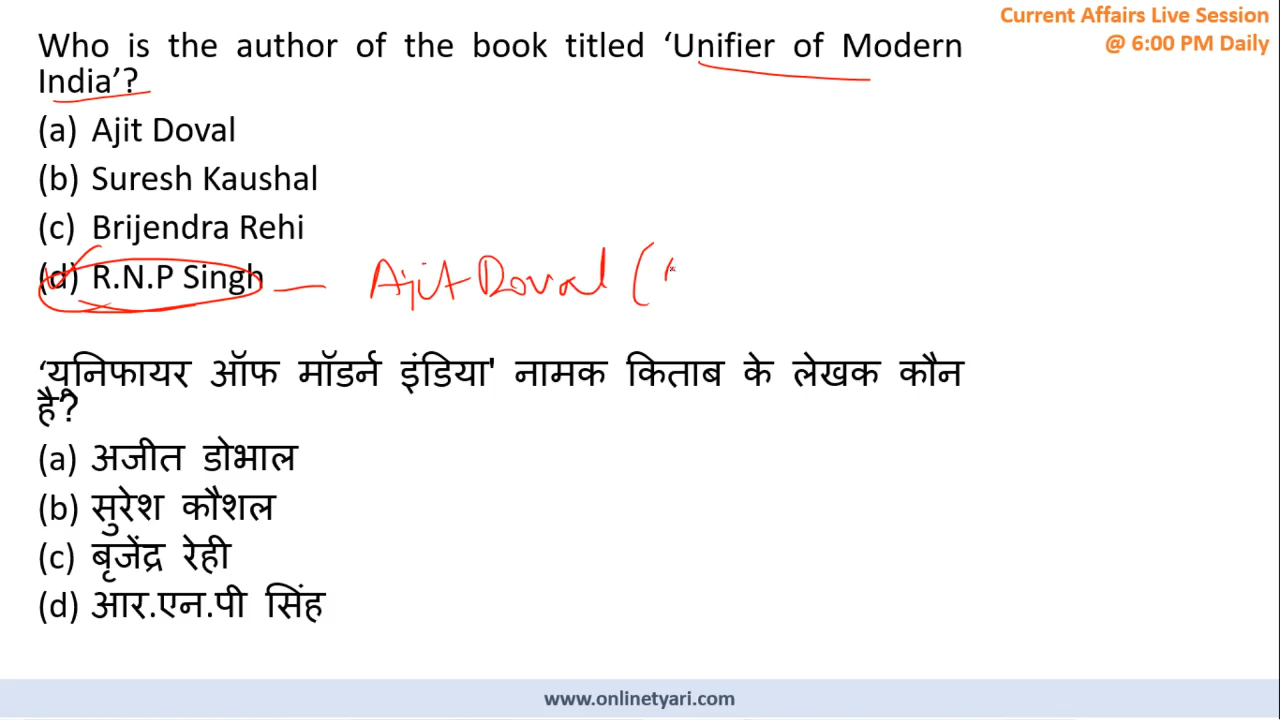 Current Affairs Live Session
@ 6:00 PM Daily
Who is the author of the book titled ‘Unifier of Modern
India’?
(a) Ajit Doval
(b) Suresh Kaushal
(c) Brijendra Rehi
(d) R.N.P Singh
Ajit Doval (
‘यूनिफायर ऑफ मॉडर्न इंडिया' नामक किताब के लेखक कौन
है?
(a) अजीत डोभाल
(b) सुरेश कौशल
(c) बृजेंद्र रेही
(d) आर.एन.पी सिंह
www.onlinetyari.com